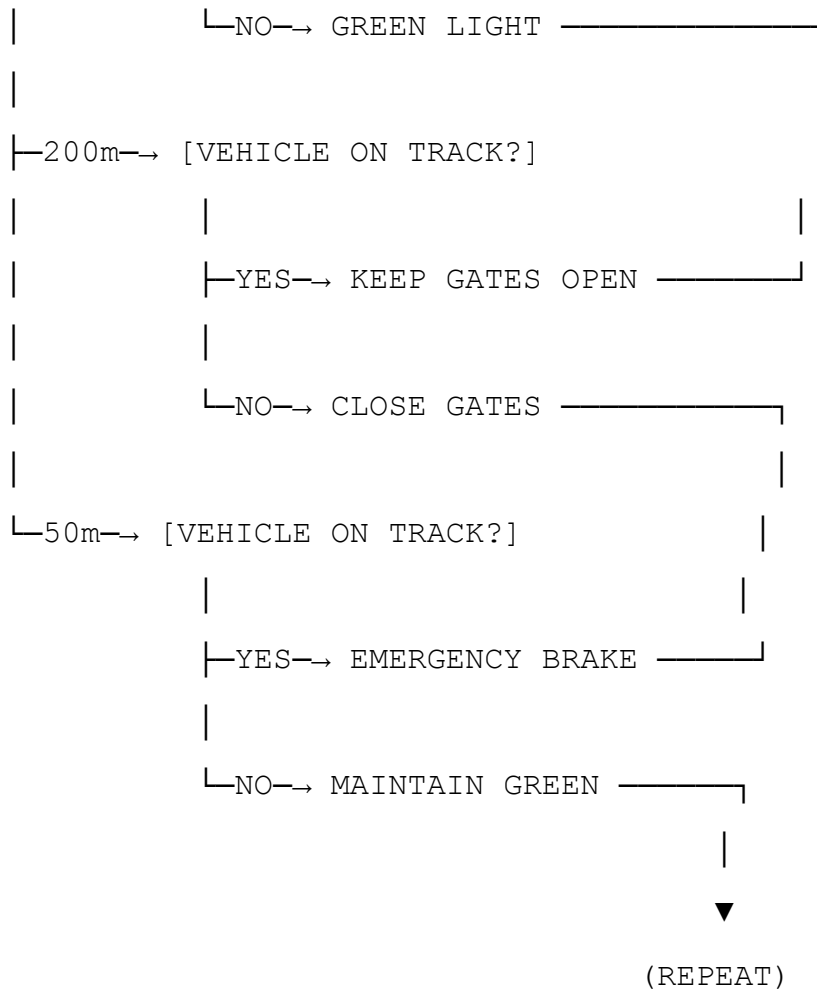 NO→ GREEN LIGHT
200m→ [VEHICLE ON TRACK?]
YES→ KEEP GATES OPEN
NO→ CLOSE GATES
50m→ [VEHICLE ON TRACK?]
YES→ EMERGENCY BRAKE
NO→ MAINTAIN GREEN
(REPEAT)